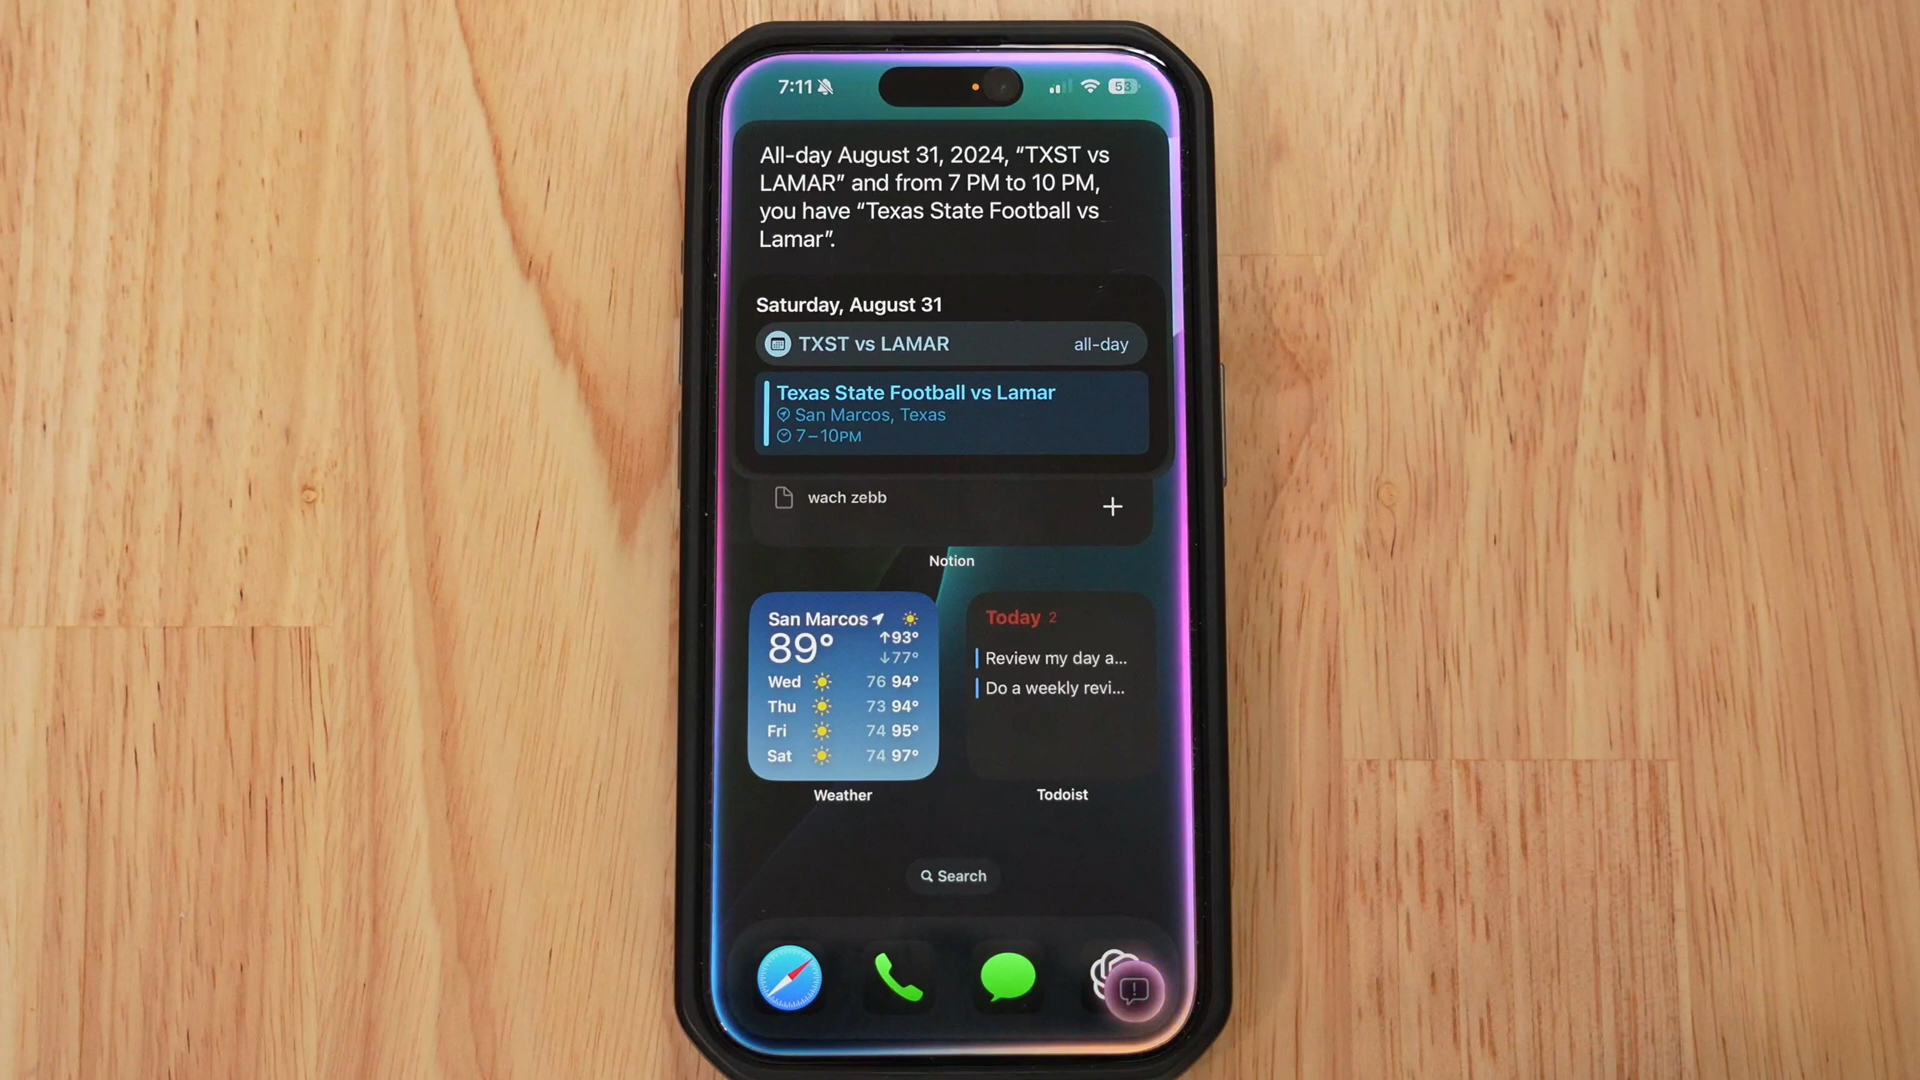 7:11
53
All-day August 31, 2024, “TXST vs
LAMAR” and from 7 PM to 10 PM,
you have “Texas State Football vs
Lamar”.
Saturday, August 31
TXST vs LAMAR all-day
Texas State Football vs Lamar
San Marcos, Texas
7–10PM
wach zebb
Notion
San Marcos
89° ↑93°
↓77°
Wed 76 94°
Thu 73 94°
Fri 74 95°
Sat 74 97°
Weather
Today 2
Review my day a...
Do a weekly revi...
Todoist
Search